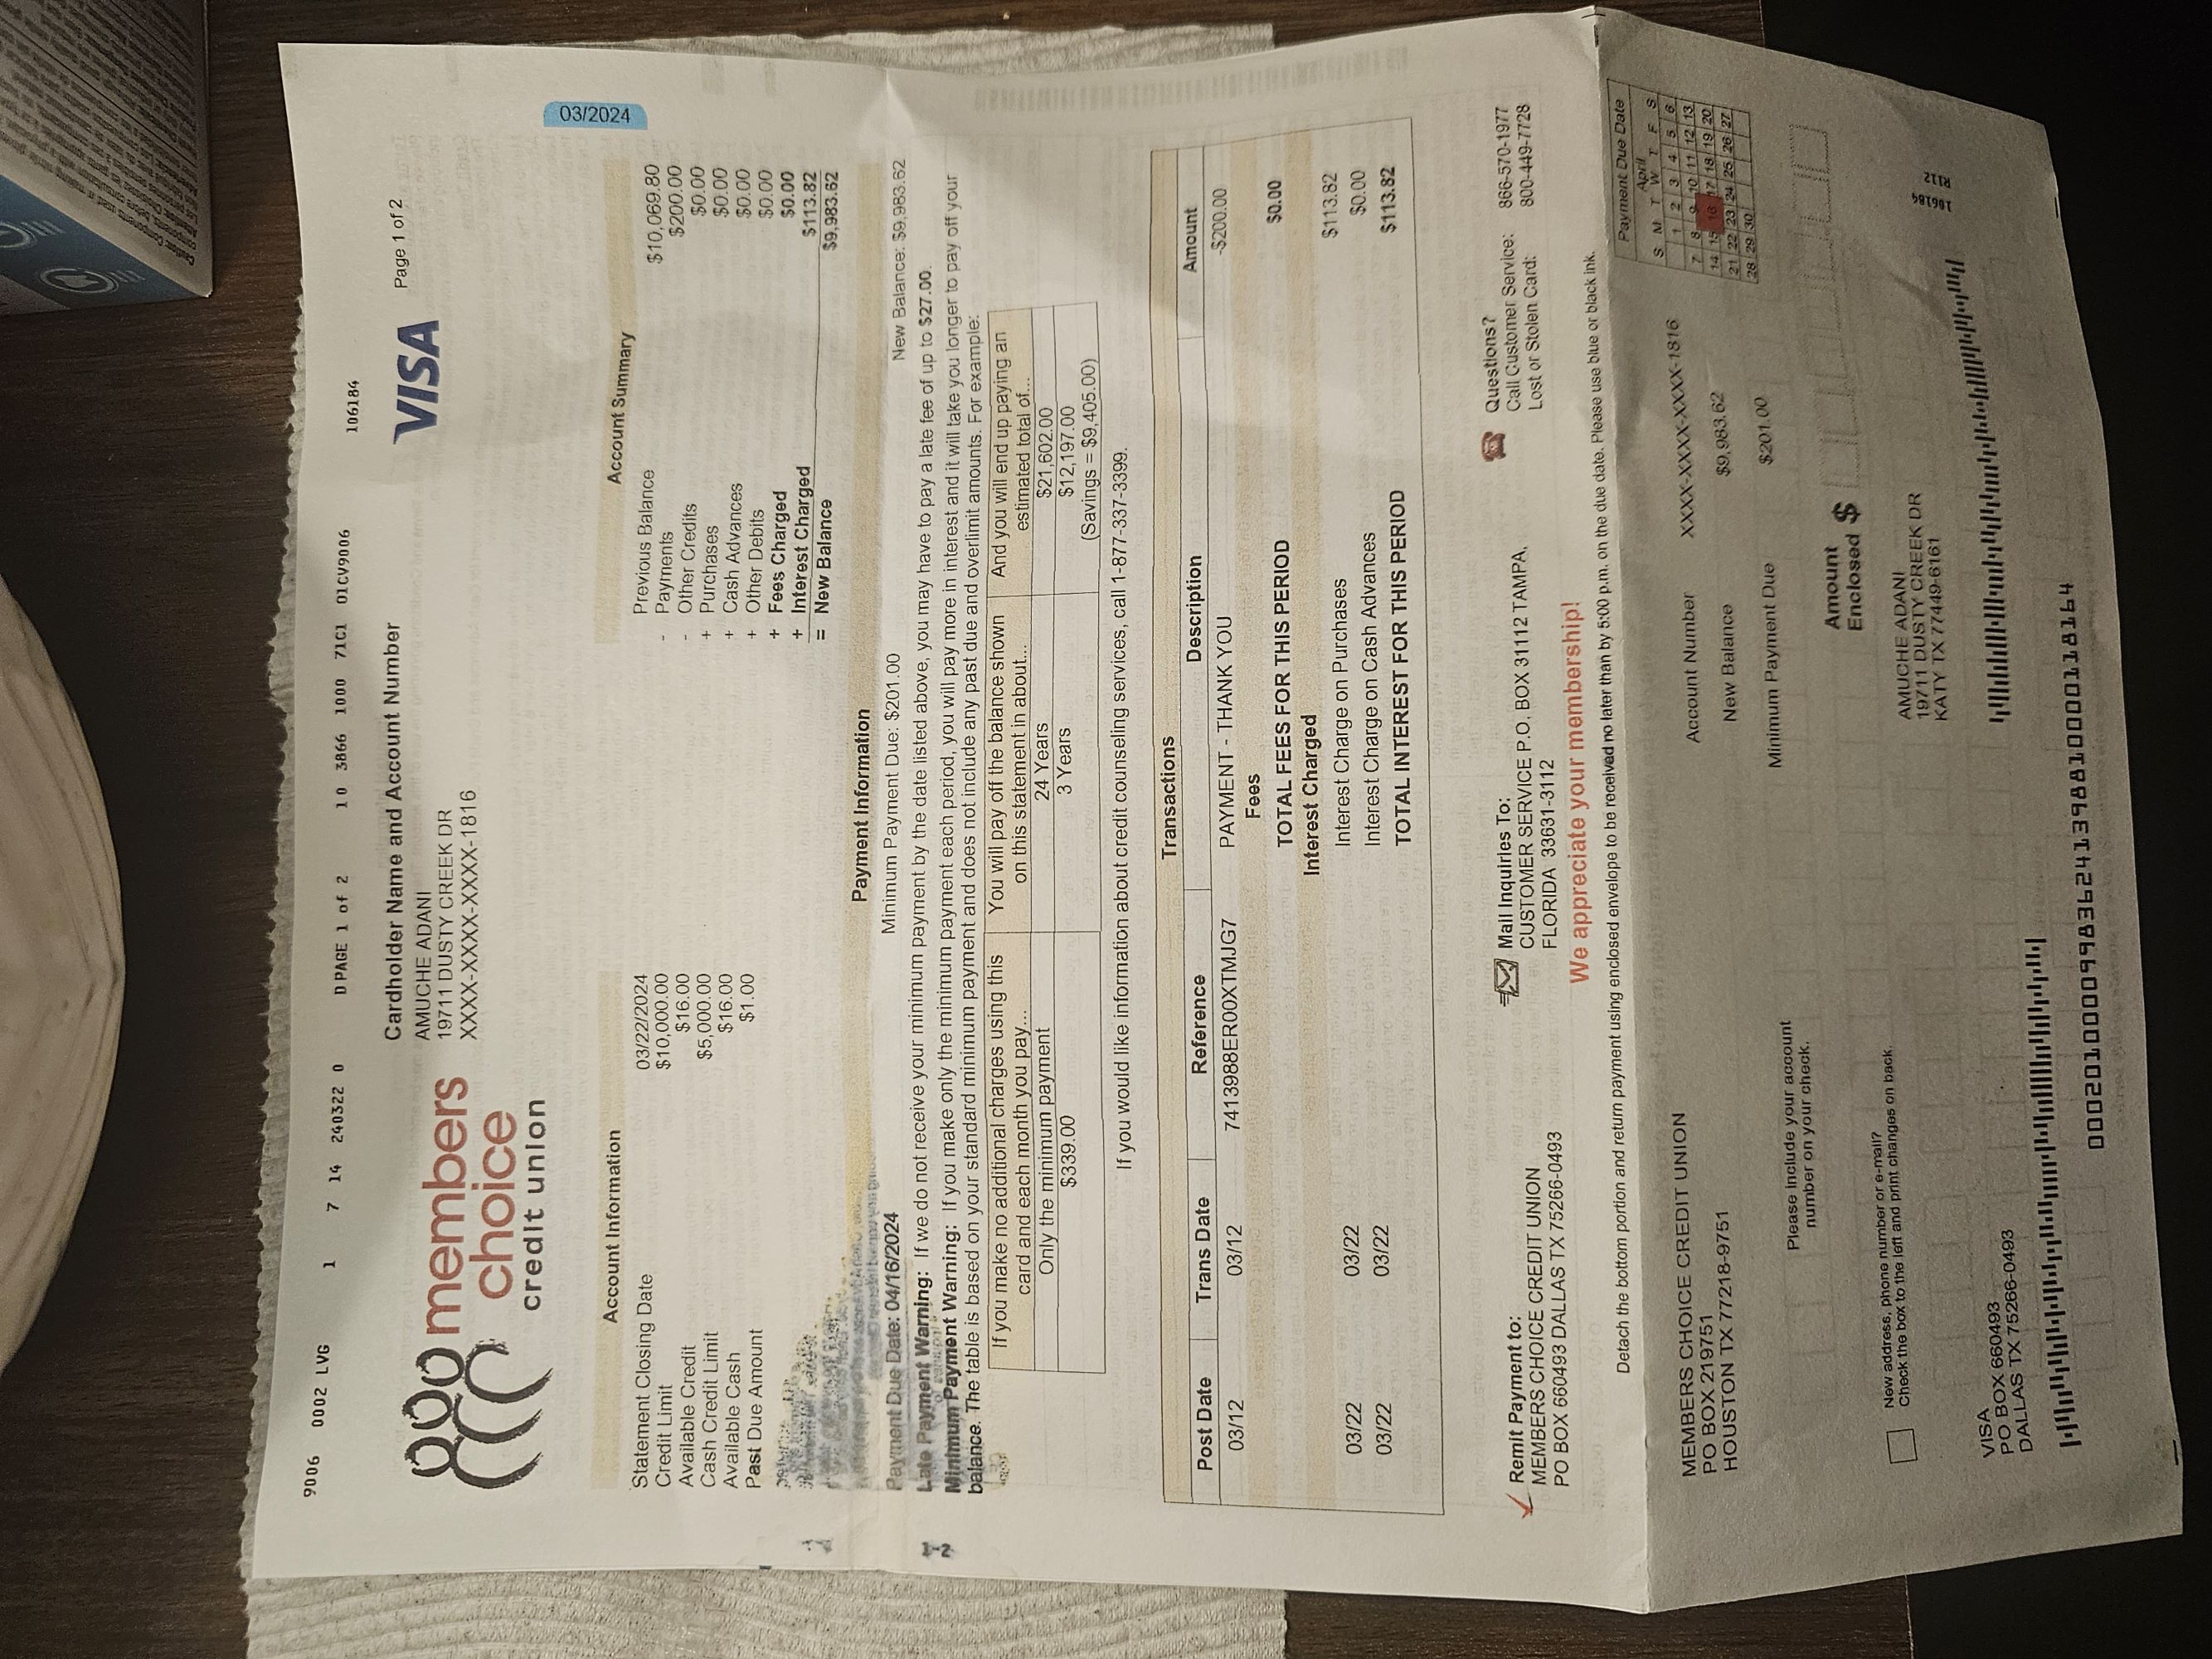 9006 0002 LVG 1 7 14 240322 0 D PAGE 1 of 2 10 3866 1000 71C1 01CV9006 106184
Cardholder Name and Account Number
AMUCHE ADANI
19711 DUSTY CREEK DR
XXXX-XXXX-XXXX-1816
VISA
Page 1 of 2
members
choice
credit union
03/2024
Account Information
Statement Closing Date 03/22/2024
Credit Limit $10,000.00
Available Credit $16.00
Cash Credit Limit $5,000.00
Available Cash $16.00
Past Due Amount $1.00
Account Summary
Previous Balance $10,069.80
- Payments $200.00
- Other Credits $0.00
+ Purchases $0.00
+ Cash Advances $0.00
+ Other Debits $0.00
+ Fees Charged $0.00
+ Interest Charged $113.82
= New Balance $9,983.62
Payment Information
Payment Due Date: 04/16/2024 Minimum Payment Due: $201.00 New Balance: $9,983.62
Late Payment Warning: If we do not receive your minimum payment by the date listed above, you may have to pay a late fee of up to $27.00.
Minimum Payment Warning: If you make only the minimum payment each period, you will pay more in interest and it will take you longer to pay off your
balance. The table is based on your standard minimum payment and does not include any past due and overlimit amounts. For example:
If you make no additional charges using this You will pay off the balance shown And you will end up paying an
card and each month you pay... on this statement in about... estimated total of...
Only the minimum payment 24 Years $21,602.00
$339.00 3 Years $12,197.00
(Savings = $9,405.00)
If you would like information about credit counseling services, call 1-877-337-3399.
Transactions
Post Date Trans Date Reference Description Amount
03/12 03/12 7413988ER00XTMJG7 PAYMENT - THANK YOU -$200.00
Fees
TOTAL FEES FOR THIS PERIOD $0.00
Interest Charged
03/22 03/22 Interest Charge on Purchases $113.82
03/22 03/22 Interest Charge on Cash Advances $0.00
TOTAL INTEREST FOR THIS PERIOD $113.82
Remit Payment to:
MEMBERS CHOICE CREDIT UNION
PO BOX 660493 DALLAS TX 75266-0493
Mail Inquiries To:
CUSTOMER SERVICE P.O. BOX 31112 TAMPA,
FLORIDA 33631-3112
Questions?
Call Customer Service: 866-570-1977
Lost or Stolen Card: 800-449-7728
We appreciate your membership!
Detach the bottom portion and return payment using enclosed envelope to be received no later than by 5:00 p.m. on the due date. Please use blue or black ink.
MEMBERS CHOICE CREDIT UNION
PO BOX 219751
HOUSTON TX 77218-9751
Account Number XXXX-XXXX-XXXX-1816
New Balance $9,983.62
Minimum Payment Due $201.00
Payment Due Date
April
S M T W T F S
1 2 3 4 5 6
7 8 9 10 11 12 13
14 15 16 17 18 19 20
21 22 23 24 25 26 27
28 29 30
Please include your account
number on your check.
Amount
Enclosed $
New address, phone number or e-mail?
Check the box to the left and print changes on back.
AMUCHE ADANI
19711 DUSTY CREEK DR
KATY TX 77449-6161
106184
R112
VISA
PO BOX 660493
DALLAS TX 75266-0493
000201000099836241398810000118164